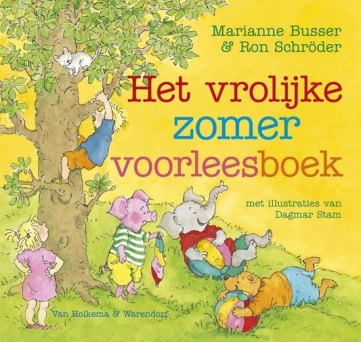 Marianne Busser
& Ron Schröder
Het vrolijke
zomer
voorleesboek
met illustraties van
Dagmar Stam
Van Holkema & Warendorf